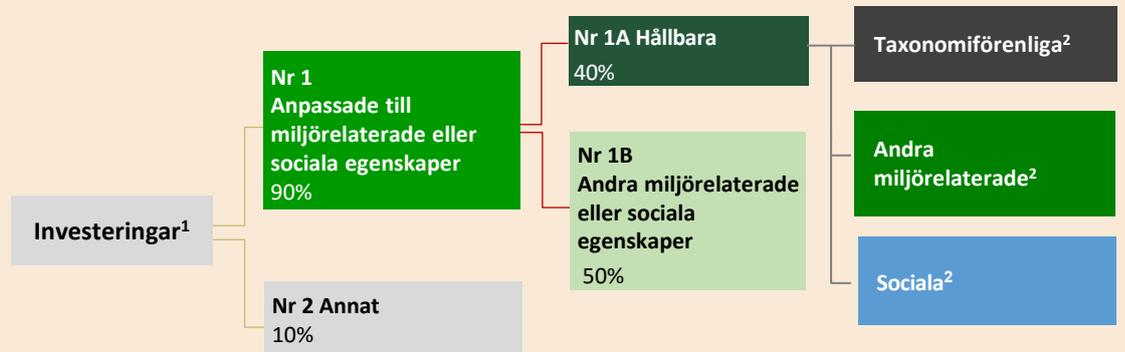 Investeringar¹
Nr 1
Anpassade till
miljörelaterade eller
sociala egenskaper
90%
Nr 2 Annat
10%
Nr 1A Hållbara
40%
Nr 1B
Andra miljörelaterade
eller sociala
egenskaper
50%
Taxonomiförenliga²
Andra
miljörelaterade²
Sociala²